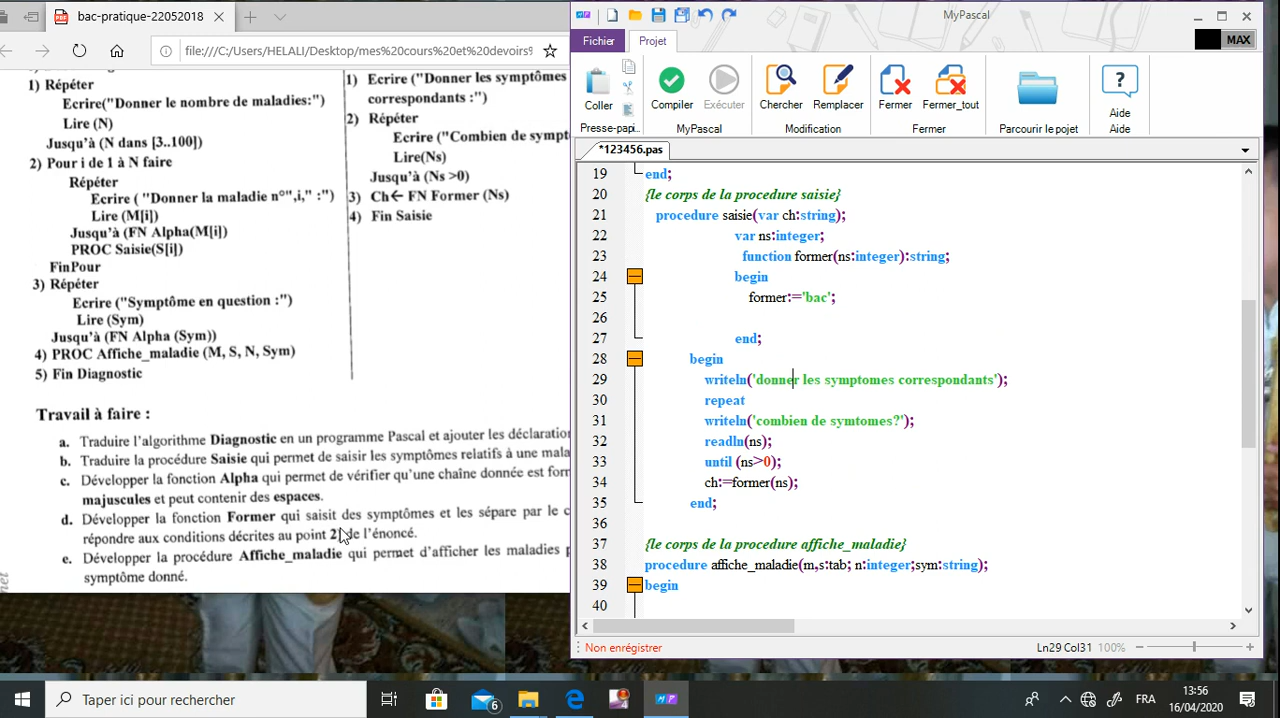 bac-pratique-22052018
file:///C:/Users/HELALI/Desktop/mes%20cours%20et%20devoirs%
1) Répéter
Ecrire("Donner le nombre de maladies:")
Lire (N)
Jusqu'à (N dans [3..100])
2) Pour i de 1 à N faire
Répéter
Ecrire ( "Donner la maladie n°",i," :")
Lire (M[i])
Jusqu'à (FN Alpha(M[i])
PROC Saisie(S[i])
FinPour
3) Répéter
Ecrire ("Symptôme en question :")
Lire (Sym)
Jusqu'à (FN Alpha (Sym))
4) PROC Affiche_maladie (M, S, N, Sym)
5) Fin Diagnostic
1) Ecrire ("Donner les symptômes
correspondants :")
2) Répéter
Ecrire ("Combien de sympt
Lire(Ns)
Jusqu'à (Ns >0)
3) Ch← FN Former (Ns)
4) Fin Saisie
Travail à faire :
a. Traduire l'algorithme Diagnostic en un programme Pascal et ajouter les déclaration
b. Traduire la procédure Saisie qui permet de saisir les symptômes relatifs à une mala
c. Développer la fonction Alpha qui permet de vérifier qu'une chaîne donnée est for
majuscules et peut contenir des espaces.
d. Développer la fonction Former qui saisit des symptômes et les sépare par le c
répondre aux conditions décrites au point 2) de l'énoncé.
e. Développer la procédure Affiche_maladie qui permet d'afficher les maladies p
symptôme donné.
MyPascal
Fichier Projet
MAX
Coller Compiler Exécuter Chercher Remplacer Fermer Fermer_tout Aide
Presse-papi... MyPascal Modification Fermer Parcourir le projet Aide
*123456.pas
19 end;
20 {le corps de la procedure saisie}
21 procedure saisie(var ch:string);
22 var ns:integer;
23 function former(ns:integer):string;
24 begin
25 former:='bac';
26
27 end;
28 begin
29 writeln('donner les symptomes correspondants');
30 repeat
31 writeln('combien de symtomes?');
32 readln(ns);
33 until (ns>0);
34 ch:=former(ns);
35 end;
36
37 {le corps de la procedure affiche_maladie}
38 procedure affiche_maladie(m,s:tab; n:integer;sym:string);
39 begin
40
Non enrégistrer Ln29 Col31 100%
Taper ici pour rechercher
6
FRA
13:56
16/04/2020